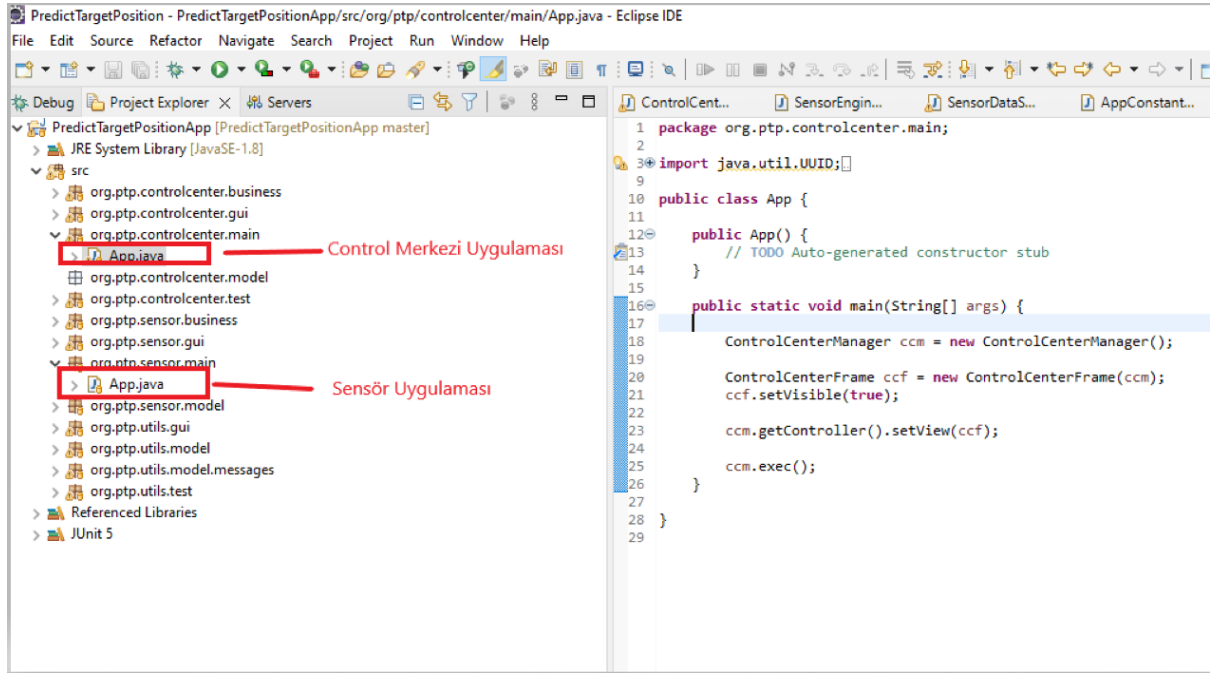 PredictTargetPosition - PredictTargetPositionApp/src/org/ptp/controlcenter/main/App.java - Eclipse IDE
File Edit Source Refactor Navigate Search Project Run Window Help
Debug Project Explorer Servers
PredictTargetPositionApp [PredictTargetPositionApp master]
JRE System Library [JavaSE-1.8]
src
org.ptp.controlcenter.business
org.ptp.controlcenter.gui
org.ptp.controlcenter.main
App.java
Control Merkezi Uygulaması
org.ptp.controlcenter.model
org.ptp.controlcenter.test
org.ptp.sensor.business
org.ptp.sensor.gui
org.ptp.sensor.main
App.java
Sensör Uygulaması
org.ptp.sensor.model
org.ptp.utils.gui
org.ptp.utils.model
org.ptp.utils.model.messages
org.ptp.utils.test
Referenced Libraries
JUnit 5
ControlCent... SensorEngin... SensorDataS... AppConstant...
1 package org.ptp.controlcenter.main;
2
3 import java.util.UUID;
9
10 public class App {
11
12 public App() {
13 // TODO Auto-generated constructor stub
14 }
15
16 public static void main(String[] args) {
17
18 ControlCenterManager ccm = new ControlCenterManager();
19
20 ControlCenterFrame ccf = new ControlCenterFrame(ccm);
21 ccf.setVisible(true);
22
23 ccm.getController().setView(ccf);
24
25 ccm.exec();
26 }
27
28 }
29